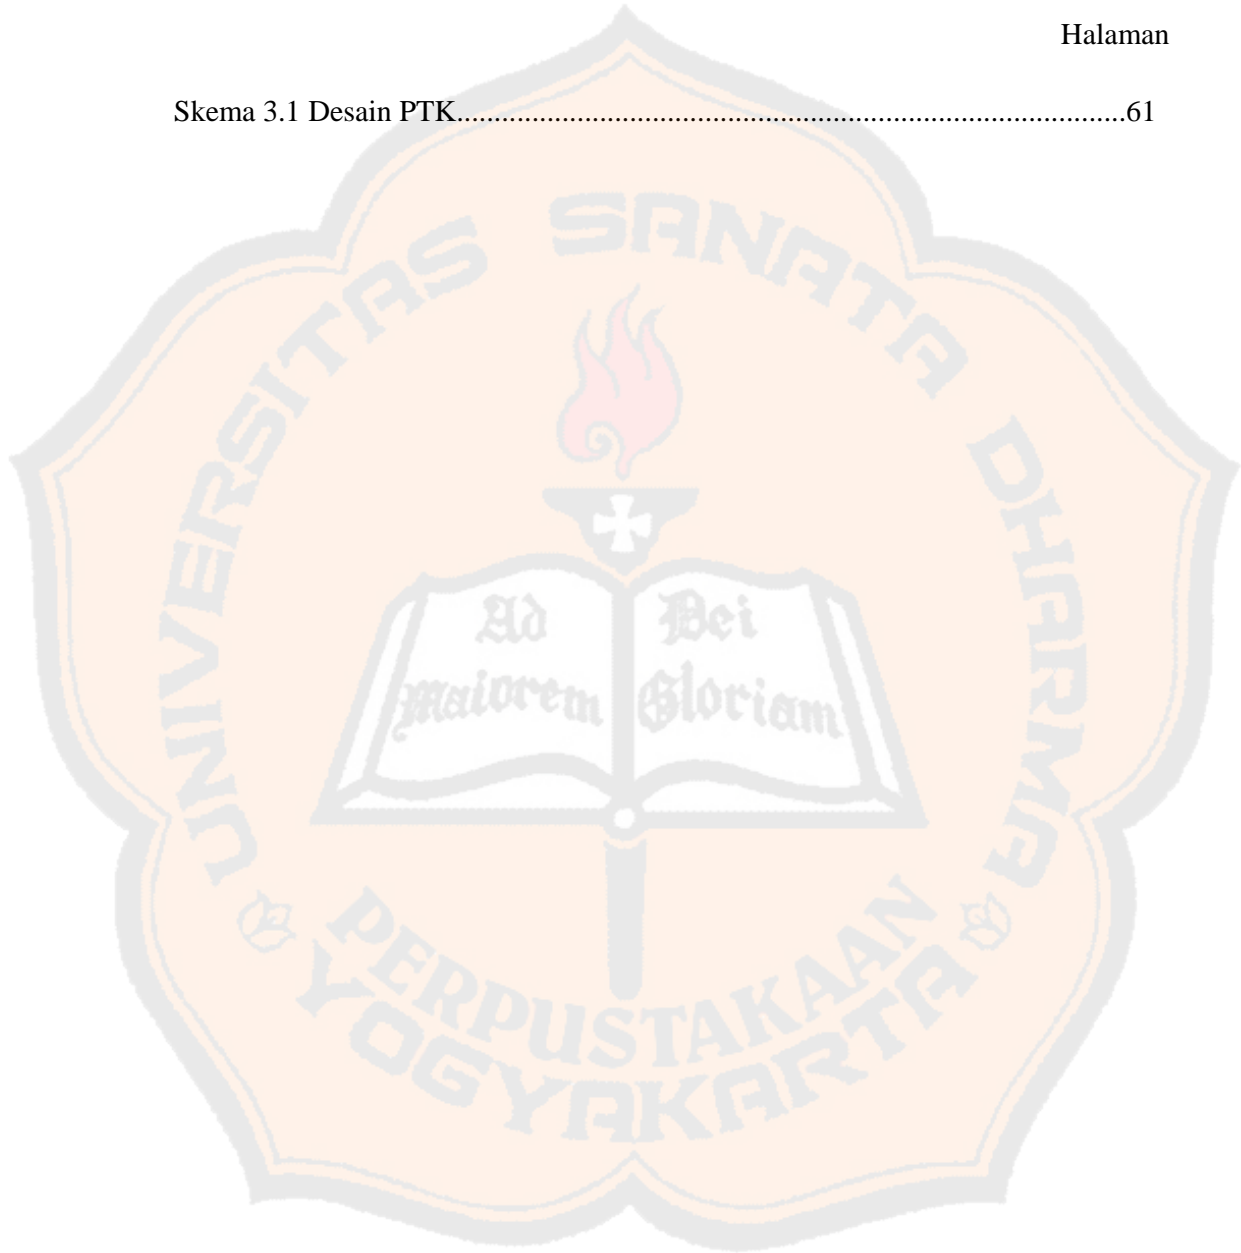 Halaman
Skema 3.1 Desain PTK.........................................................................................61
UNIVERSITAS SANATA DHARMA
Ad Dei
Maiorem Gloriam
PERPUSTAKAAN
YOGYAKARTA